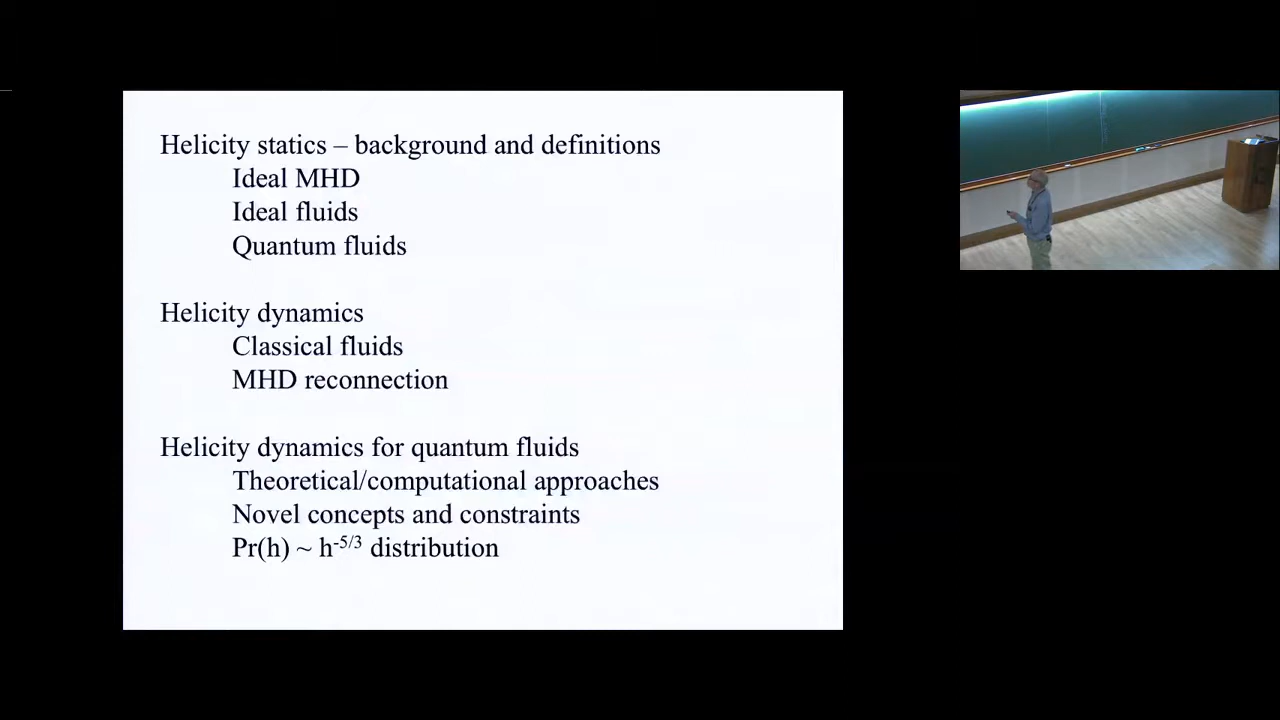 Helicity statics – background and definitions
Ideal MHD
Ideal fluids
Quantum fluids
Helicity dynamics
Classical fluids
MHD reconnection
Helicity dynamics for quantum fluids
Theoretical/computational approaches
Novel concepts and constraints
Pr(h) ~ h⁻⁵/³ distribution